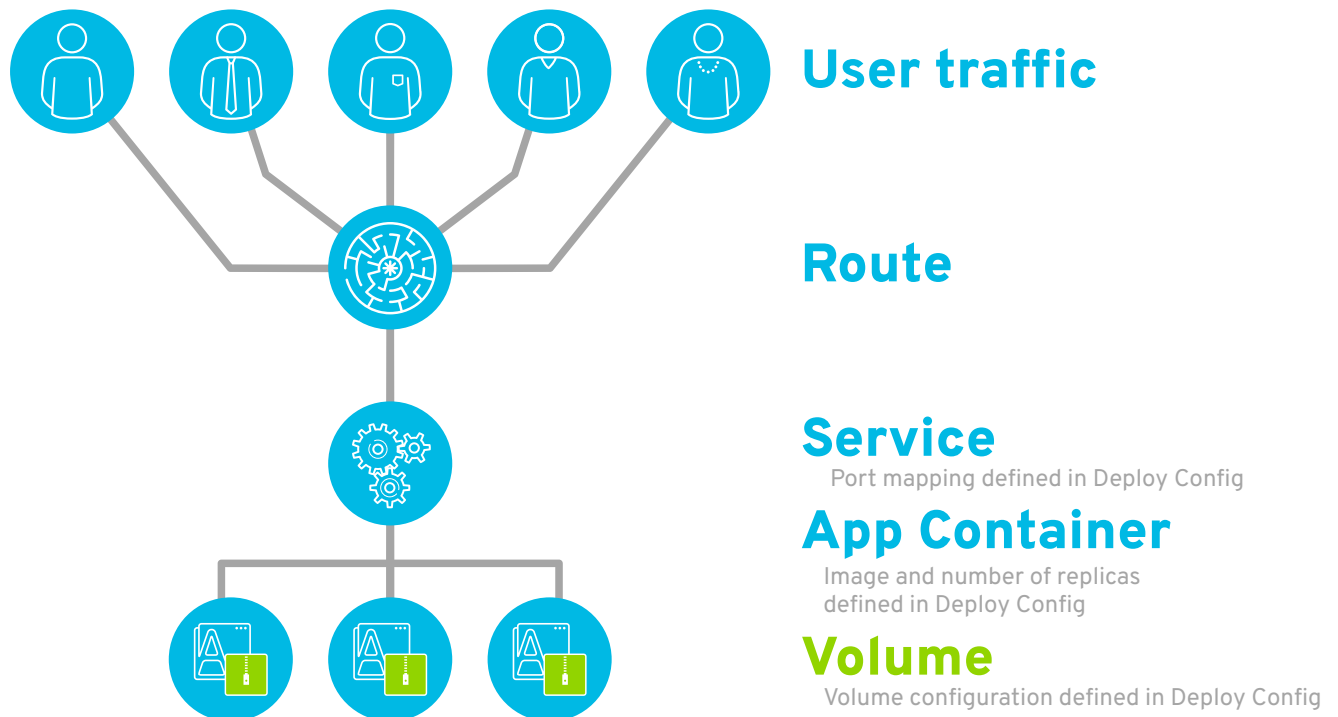 User traffic
Route
Service
Port mapping defined in Deploy Config
App Container
Image and number of replicas
defined in Deploy Config
Volume
Volume configuration defined in Deploy Config